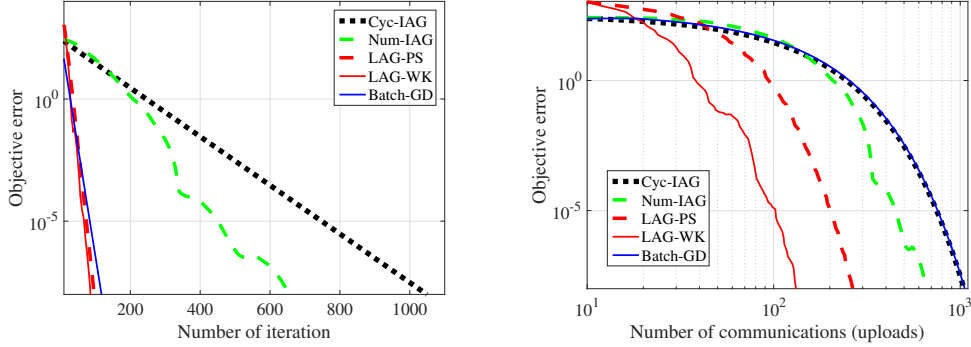 Cyc-IAG
Num-IAG
LAG-PS
LAG-WK
Batch-GD
10^0
10^-5
Objective error
200 400 600 800 1000
Number of iteration
10^0
10^-5
Objective error
Cyc-IAG
Num-IAG
LAG-PS
LAG-WK
Batch-GD
10^1 10^2 10^3
Number of communications (uploads)